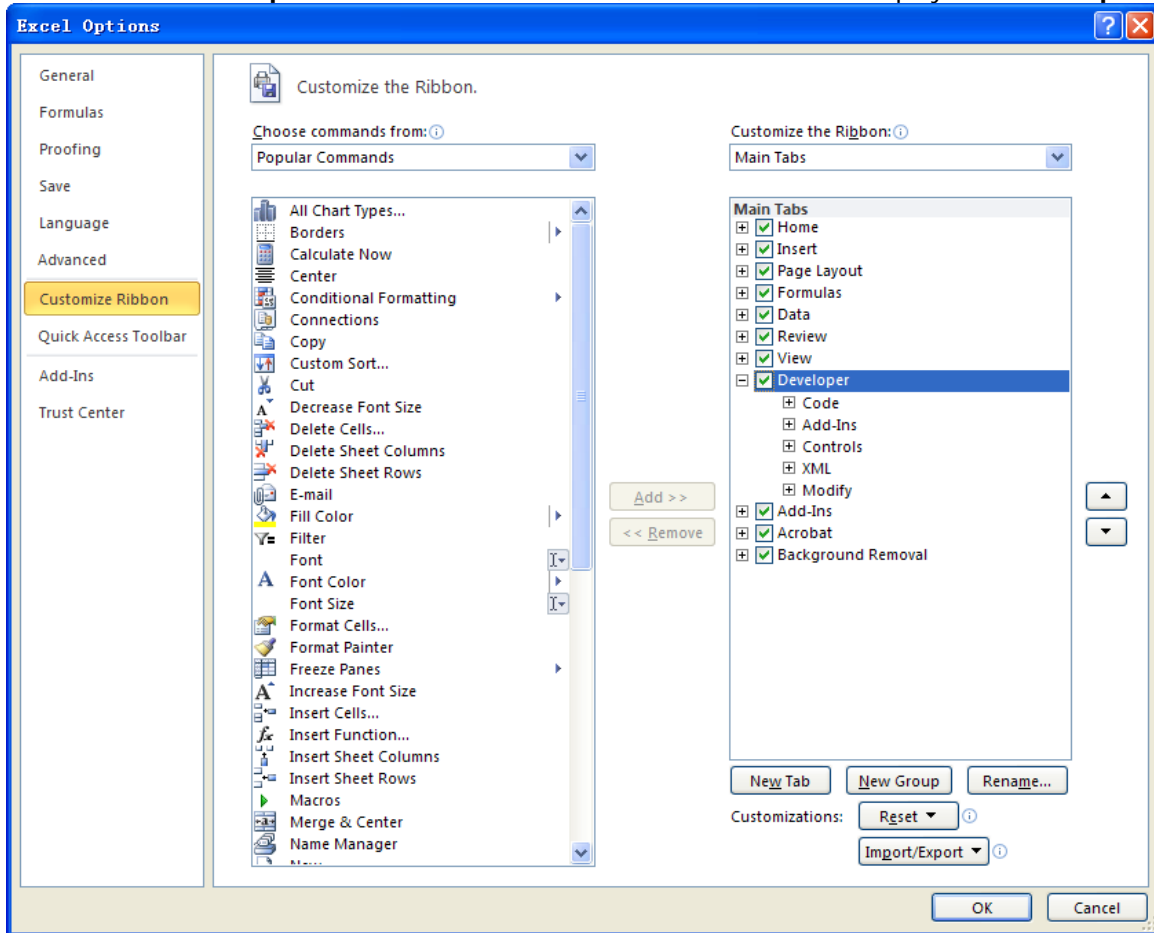 Excel Options
General
Formulas
Proofing
Save
Language
Advanced
Customize Ribbon
Quick Access Toolbar
Add-Ins
Trust Center
Customize the Ribbon.
Choose commands from:
Popular Commands
All Chart Types...
Borders
Calculate Now
Center
Conditional Formatting
Connections
Copy
Custom Sort...
Cut
Decrease Font Size
Delete Cells...
Delete Sheet Columns
Delete Sheet Rows
E-mail
Fill Color
Filter
Font
Font Color
Font Size
Format Cells...
Format Painter
Freeze Panes
Increase Font Size
Insert Cells...
Insert Function...
Insert Sheet Columns
Insert Sheet Rows
Macros
Merge & Center
Name Manager
Add >>
<< Remove
Customize the Ribbon:
Main Tabs
Main Tabs
Home
Insert
Page Layout
Formulas
Data
Review
View
Developer
Code
Add-Ins
Controls
XML
Modify
Add-Ins
Acrobat
Background Removal
New Tab
New Group
Rename...
Customizations:
Reset
Import/Export
OK
Cancel